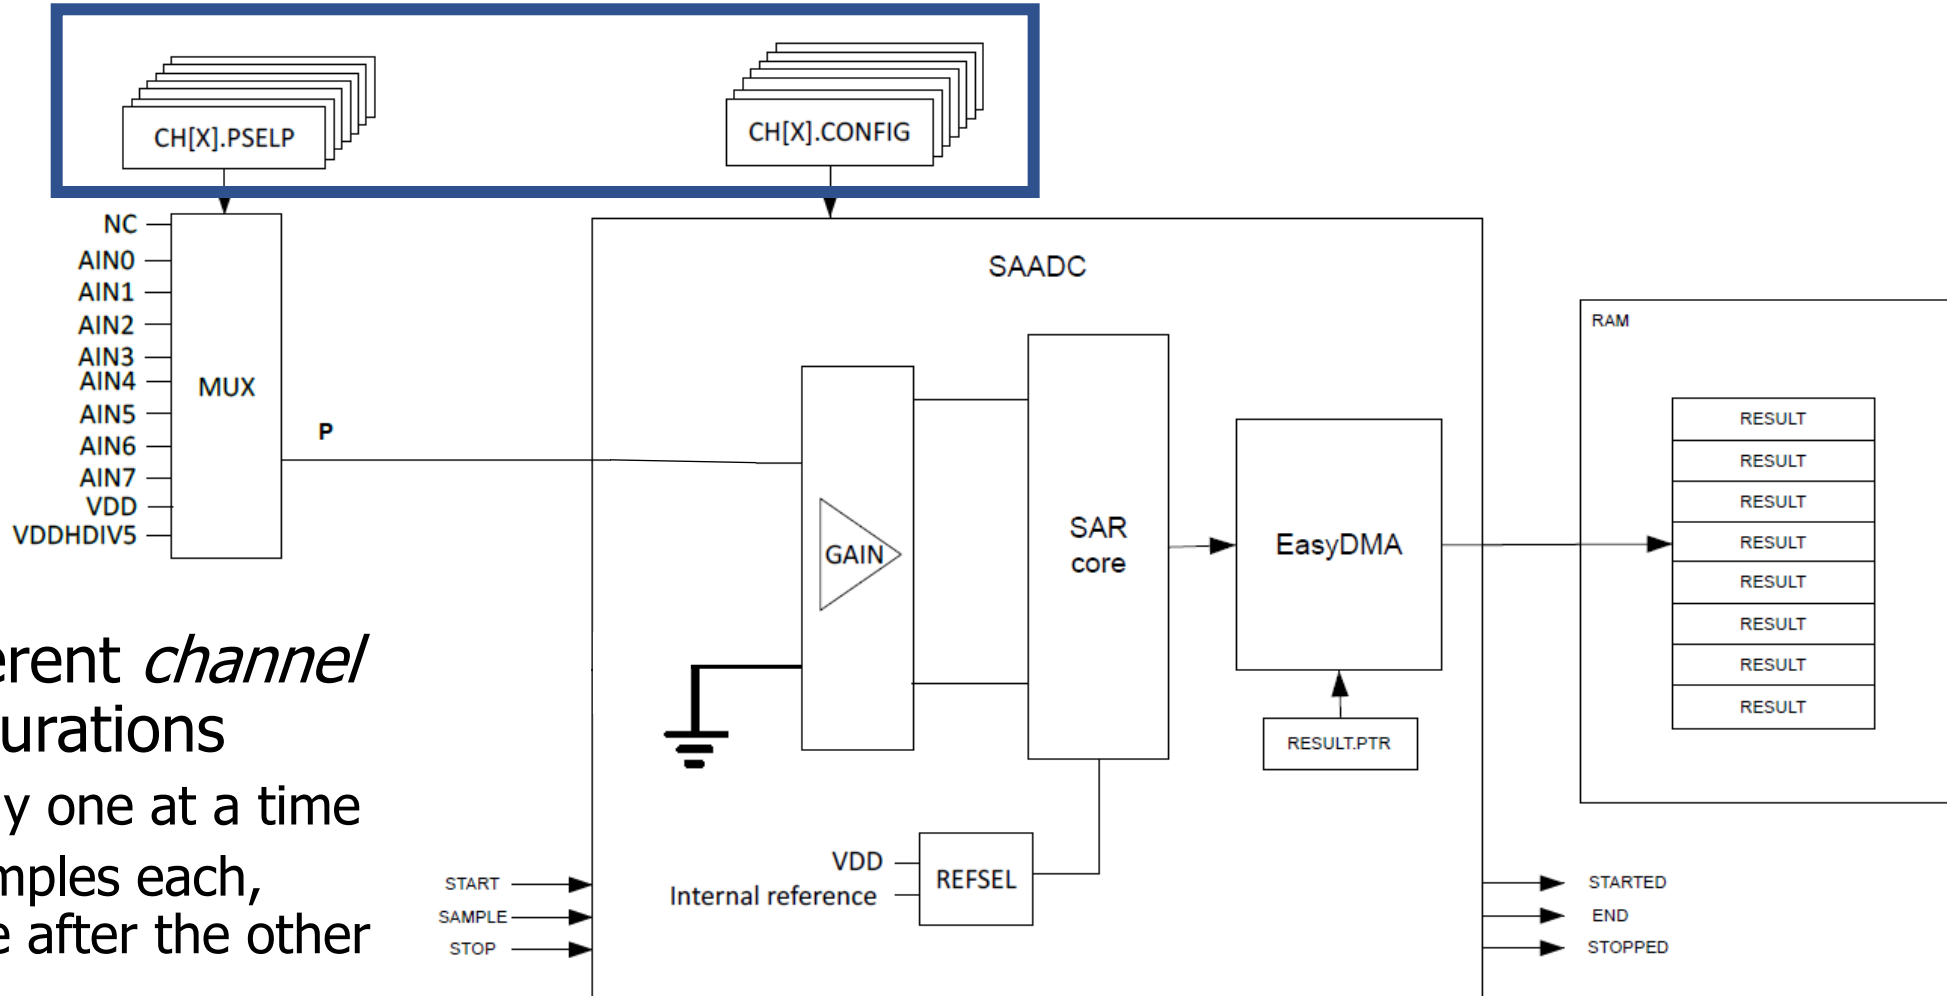 CH[X].PSELP
CH[X].CONFIG
NC
AIN0
AIN1
AIN2
AIN3
AIN4
AIN5
AIN6
AIN7
VDD
VDDHDIV5
MUX
P
SAADC
GAIN
SAR
core
EasyDMA
RESULT.PTR
RAM
RESULT
RESULT
RESULT
RESULT
RESULT
RESULT
RESULT
RESULT
VDD
Internal reference
REFSEL
START
SAMPLE
STOP
STARTED
END
STOPPED
erent channel
urations
y one at a time
mples each,
e after the other